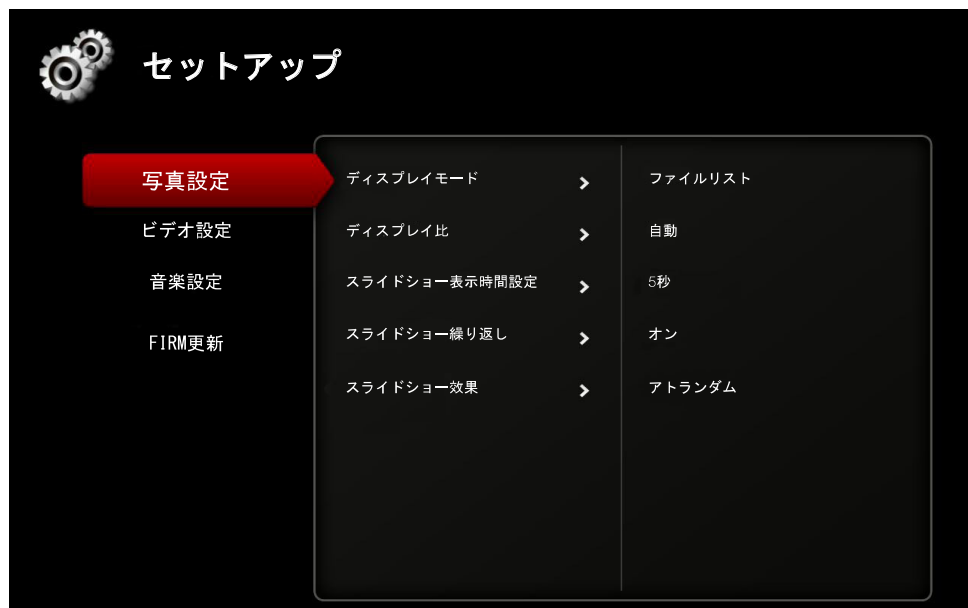 セットアップ
写真設定
ビデオ設定
音楽設定
FIRM更新
ディスプレイモード
ファイルリスト
ディスプレイ比
自動
スライドショー表示時間設定
5秒
スライドショー繰り返し
オン
スライドショー効果
アトランダム